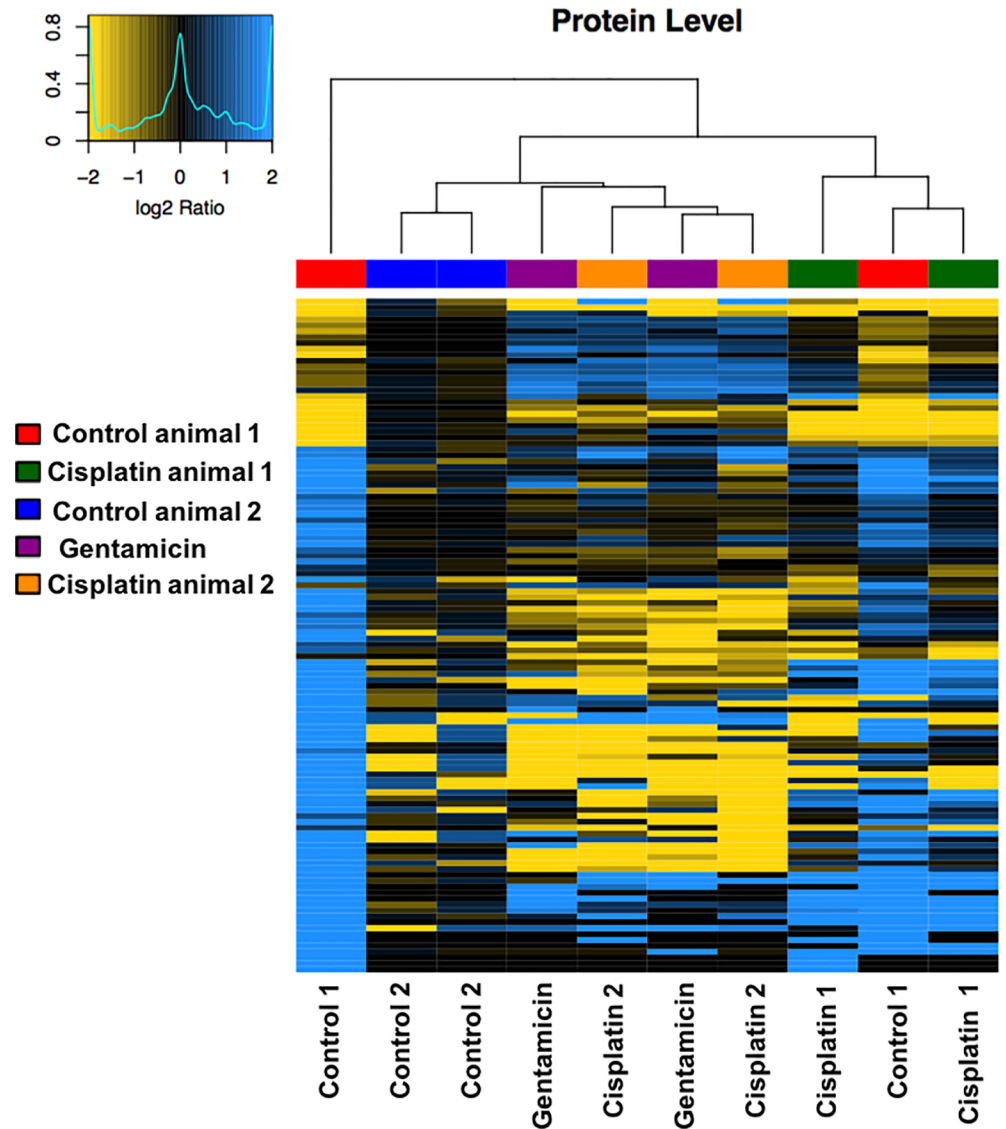 Protein Level
0.8
0.4
0
−2 −1 0 1 2
log2 Ratio
Control animal 1
Cisplatin animal 1
Control animal 2
Gentamicin
Cisplatin animal 2
Control 1
Control 2
Control 2
Gentamicin
Cisplatin 2
Gentamicin
Cisplatin 2
Cisplatin 1
Control 1
Cisplatin 1